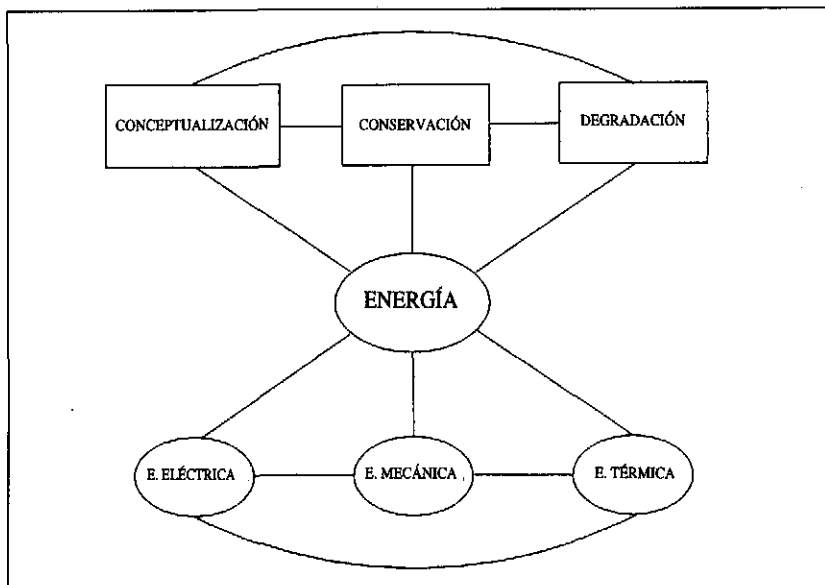 CONCEPTUALIZACIÓN
CONSERVACIÓN
DEGRADACIÓN
ENERGÍA
E. ELÉCTRICA
E. MECÁNICA
E. TÉRMICA